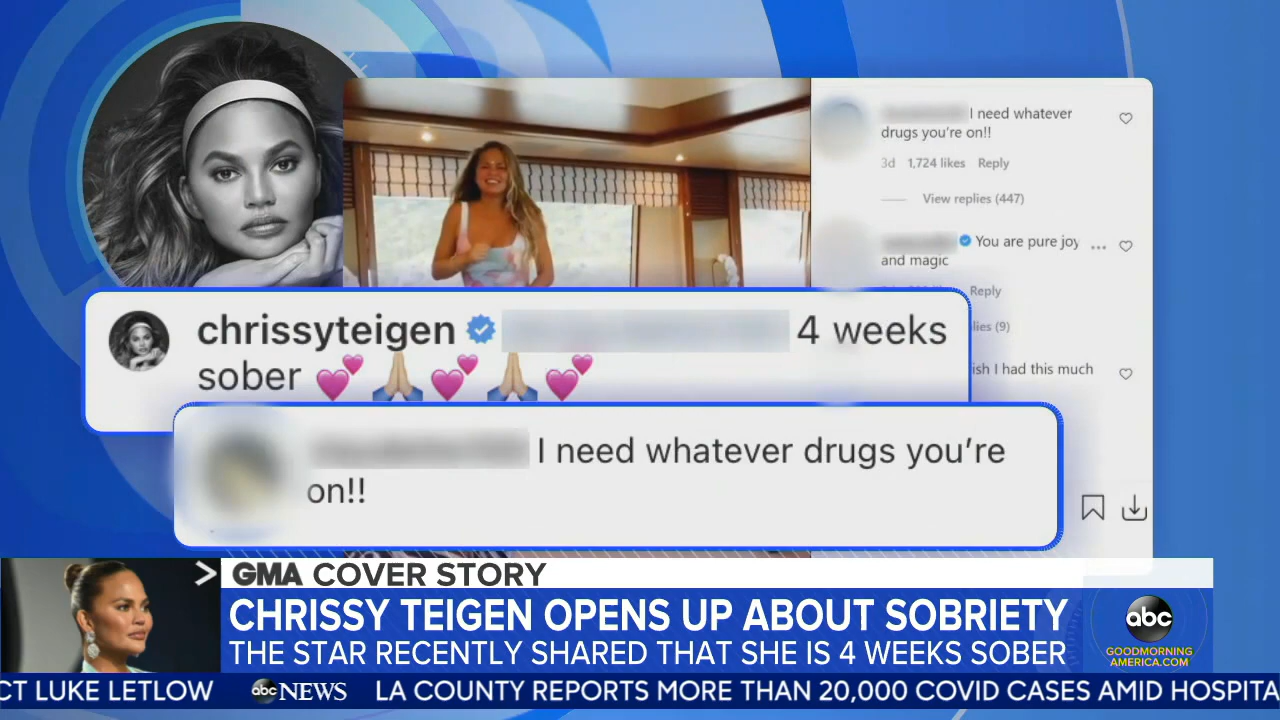 I need whatever
drugs you're on!!
3d 1,724 likes Reply
View replies (447)
You are pure joy ...
and magic
Reply
lies (9)
ish I had this much
chrissyteigen 4 weeks
sober 💕 🙏🏼 💕 🙏🏼 💕
I need whatever drugs you're
on!!
> GMA COVER STORY
CHRISSY TEIGEN OPENS UP ABOUT SOBRIETY
THE STAR RECENTLY SHARED THAT SHE IS 4 WEEKS SOBER
abc
GOODMORNING
AMERICA.COM
CT LUKE LETLOW abc NEWS LA COUNTY REPORTS MORE THAN 20,000 COVID CASES AMID HOSPITA